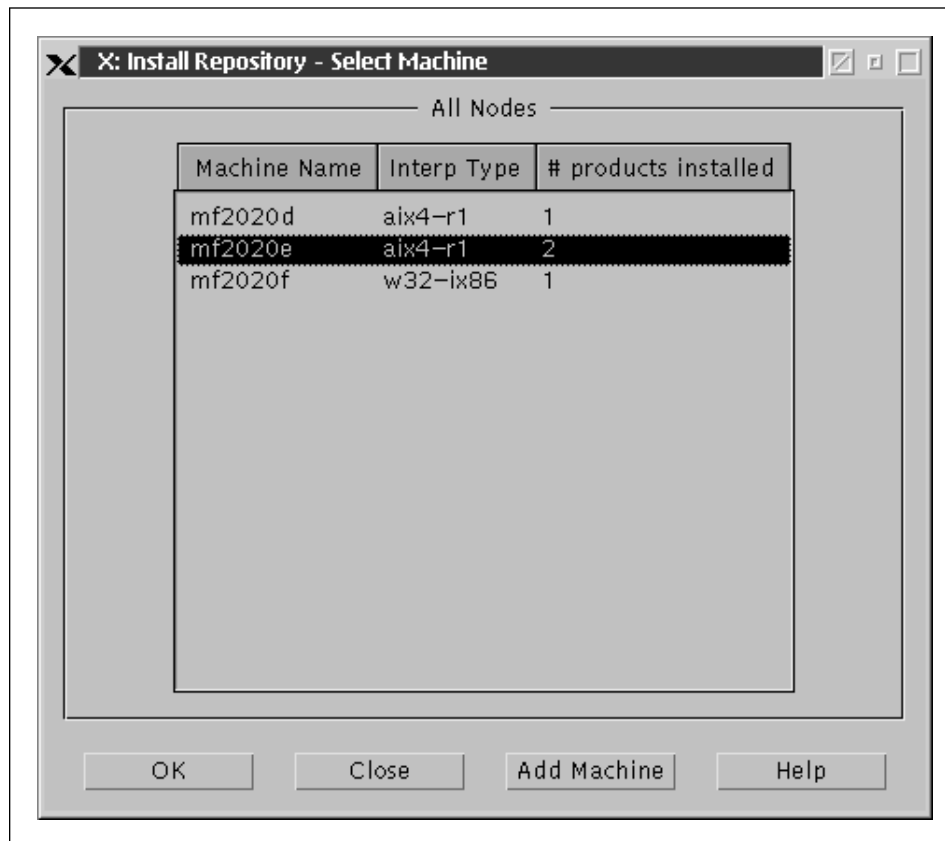 X: Install Repository - Select Machine
All Nodes
Machine Name Interp Type # products installed
mf2020d aix4-r1 1
mf2020e aix4-r1 2
mf2020f w32-ix86 1
OK Close Add Machine Help